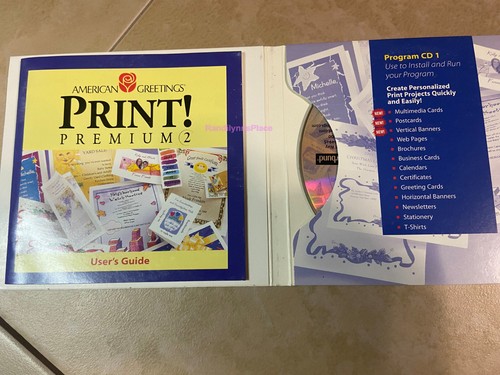 AMERICAN GREETINGS
PRINT!
PREMIUM 2
User's Guide
Program CD 1
Use to Install and Run
your Program
Create Personalized
Print Projects Quickly
and Easily!
NEW! Multimedia Cards
NEW! Postcards
NEW! Vertical Banners
Web Pages
Brochures
Business Cards
Calendars
Certificates
Greeting Cards
Horizontal Banners
Newsletters
Stationery
T-Shirts
Michelle,